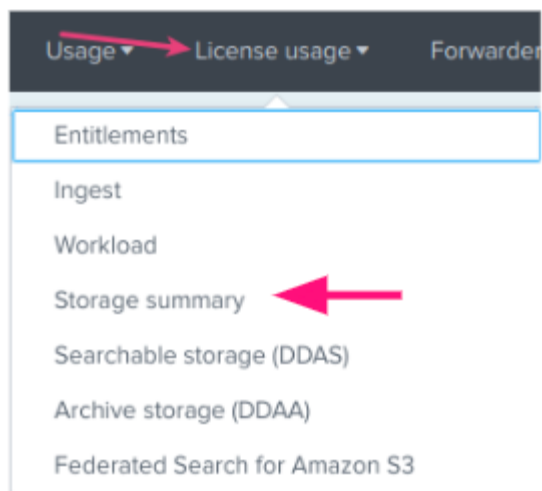 Usage License usage Forwarder
Entitlements
Ingest
Workload
Storage summary
Searchable storage (DDAS)
Archive storage (DDAA)
Federated Search for Amazon S3